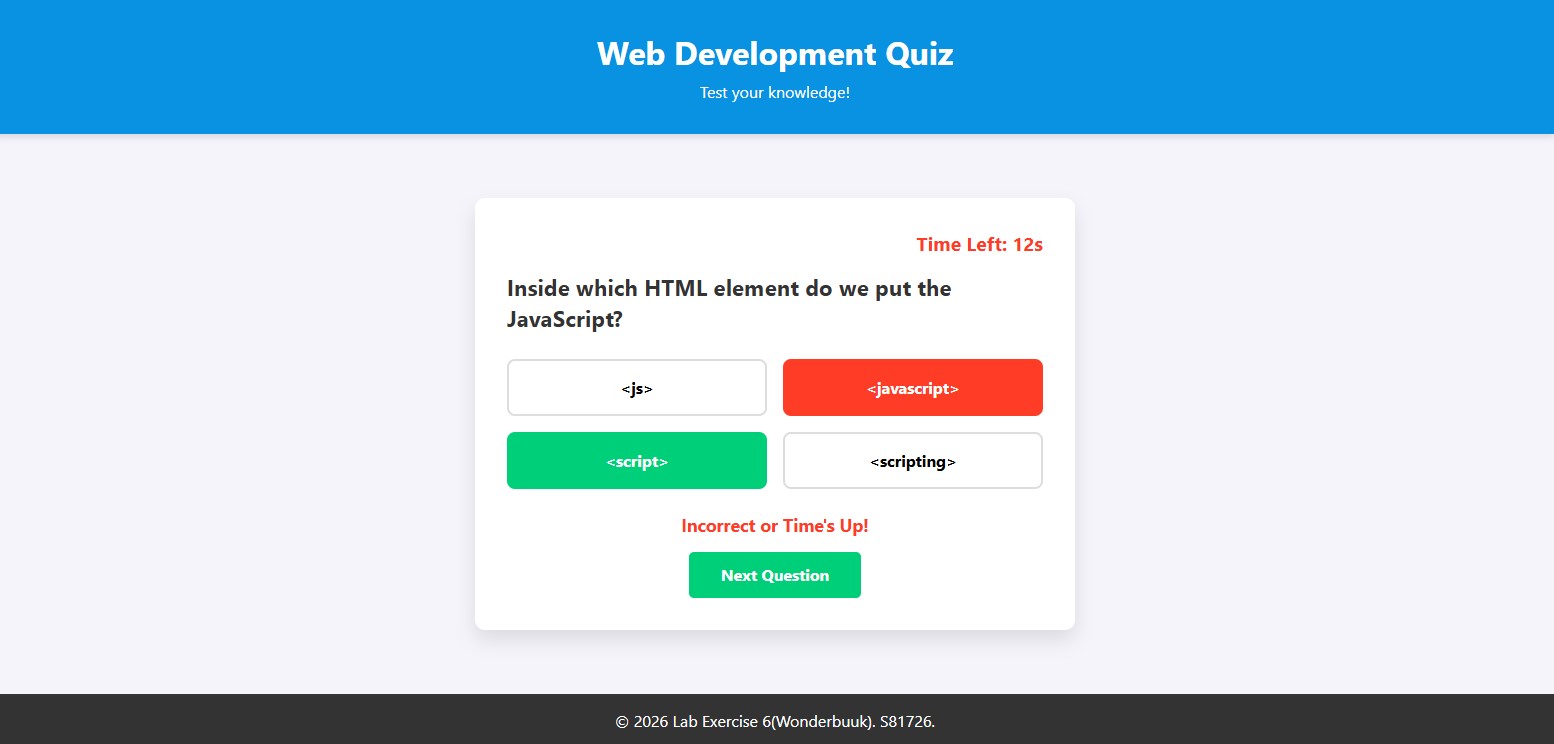 Web Development Quiz
Test your knowledge!
Time Left: 12s
Inside which HTML element do we put the
JavaScript?
<js>
<javascript>
<script>
<scripting>
Incorrect or Time's Up!
Next Question
© 2026 Lab Exercise 6(Wonderbuuk). S81726.